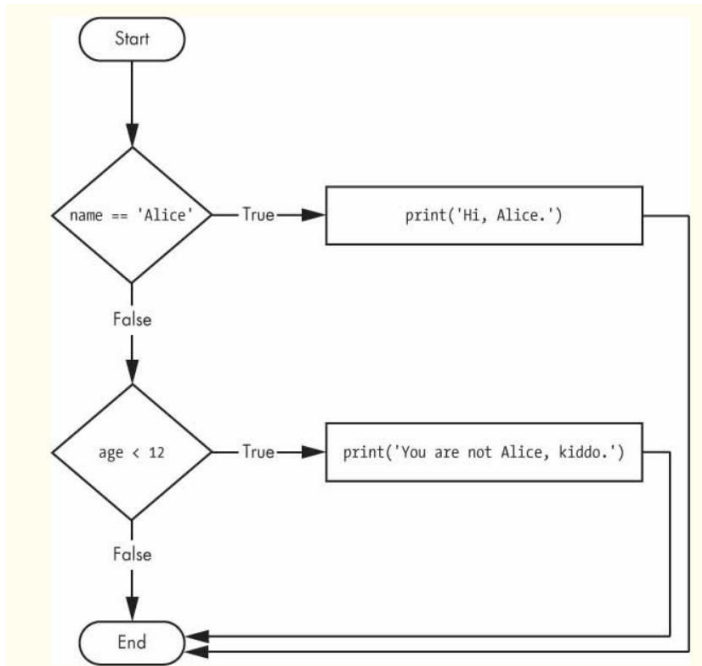 Start
name == 'Alice'
True
print('Hi, Alice.')
False
age < 12
True
print('You are not Alice, kiddo.')
False
End